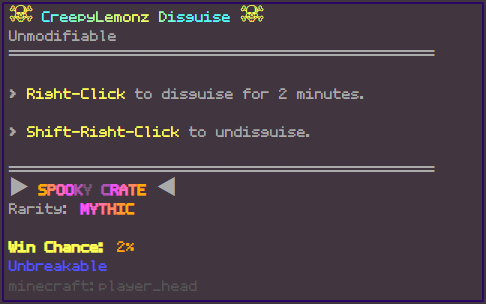 ☠ CreepyLemonz Disguise ☠
Unmodifiable
> Right-Click to disguise for 2 minutes.
> Shift-Right-Click to undisguise.
▶ SPOOKY CRATE ◀
Rarity: MYTHIC
Win Chance: 2%
Unbreakable
minecraft:player_head